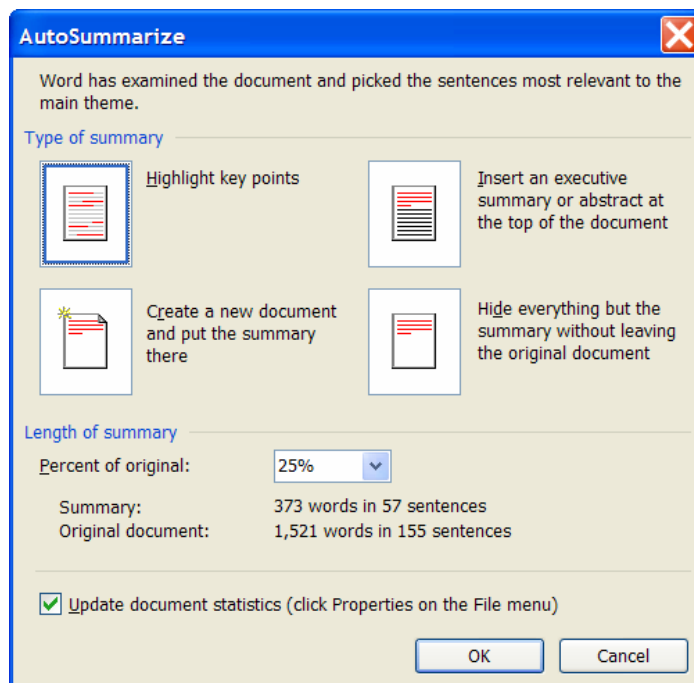 AutoSummarize
Word has examined the document and picked the sentences most relevant to the
main theme.
Type of summary
Highlight key points
Insert an executive
summary or abstract at
the top of the document
Create a new document
and put the summary
there
Hide everything but the
summary without leaving
the original document
Length of summary
Percent of original:
25%
Summary:
373 words in 57 sentences
Original document:
1,521 words in 155 sentences
Update document statistics (click Properties on the File menu)
OK
Cancel